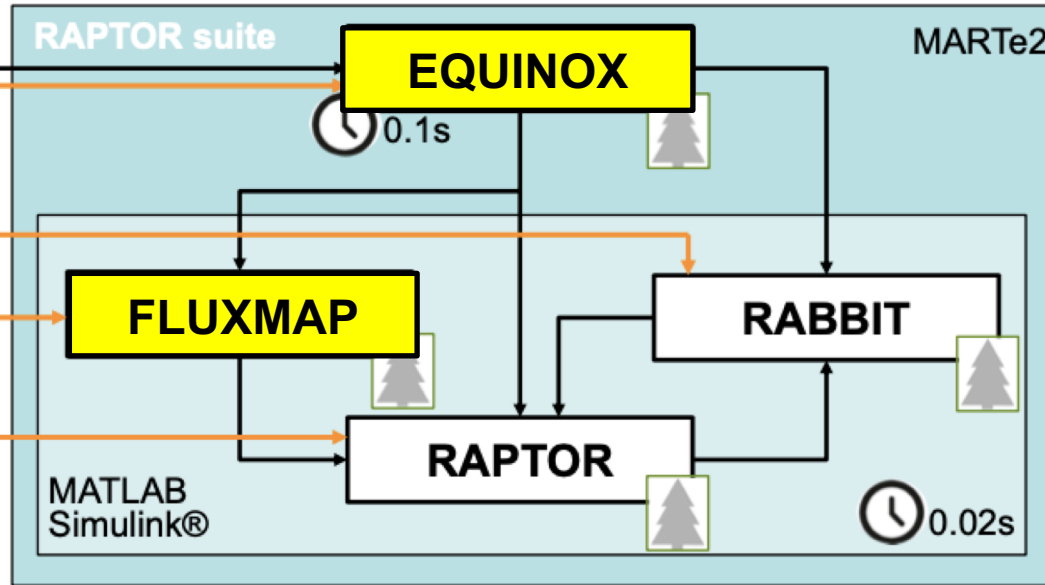 RAPTOR suite
MARTe2
EQUINOX
0.1s
FLUXMAP
RABBIT
RAPTOR
MATLAB
Simulink®
0.02s